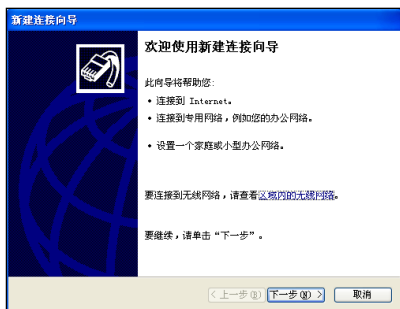 新建连接向导
欢迎使用新建连接向导
此向导将帮助您:
• 连接到 Internet。
• 连接到专用网络，例如您的办公网络。
• 设置一个家庭或小型办公网络。
要连接到无线网络，请查看区域内的无线网络。
要继续，请单击“下一步”。
< 上一步(B) 下一步(N) > 取消